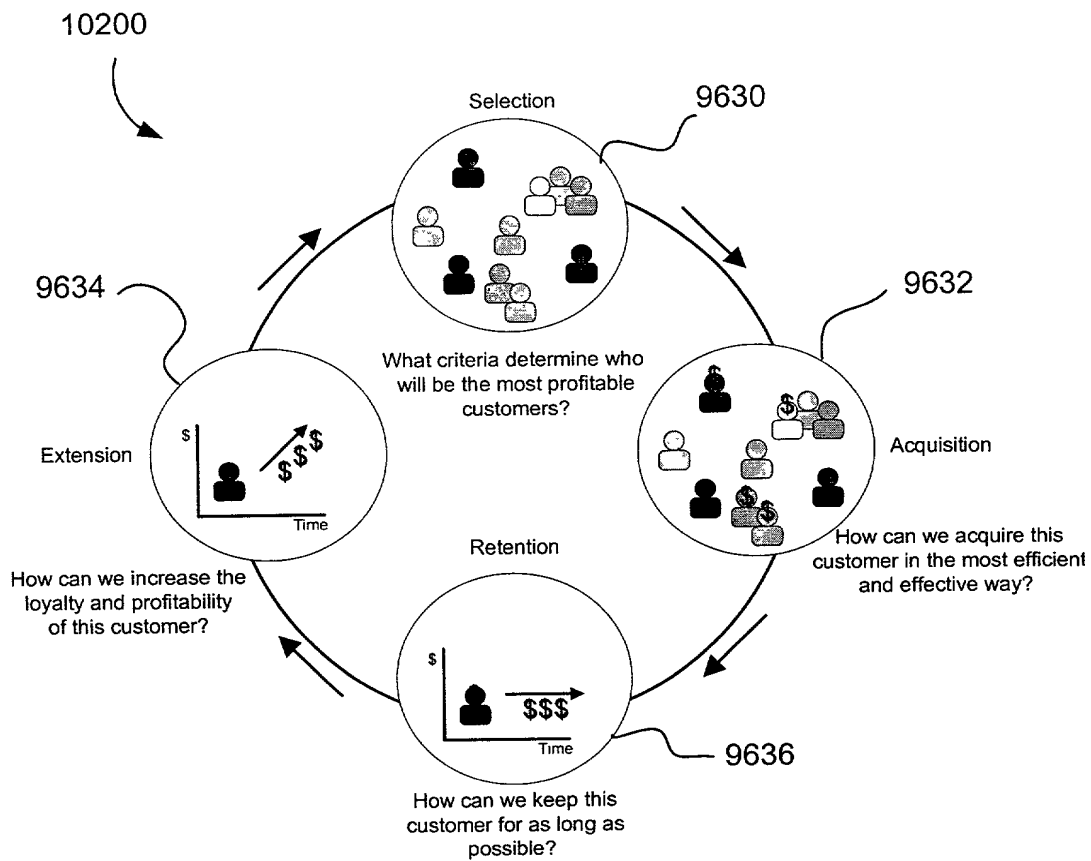 10200
Selection
9630
9634
9632
What criteria determine who
will be the most profitable
customers?
$
$
$
$
Extension
$
$ $ $
Time
Acquisition
How can we increase the
loyalty and profitability
of this customer?
Retention
How can we acquire this
customer in the most efficient
and effective way?
$
$$$
Time
9636
How can we keep this
customer for as long as
possible?